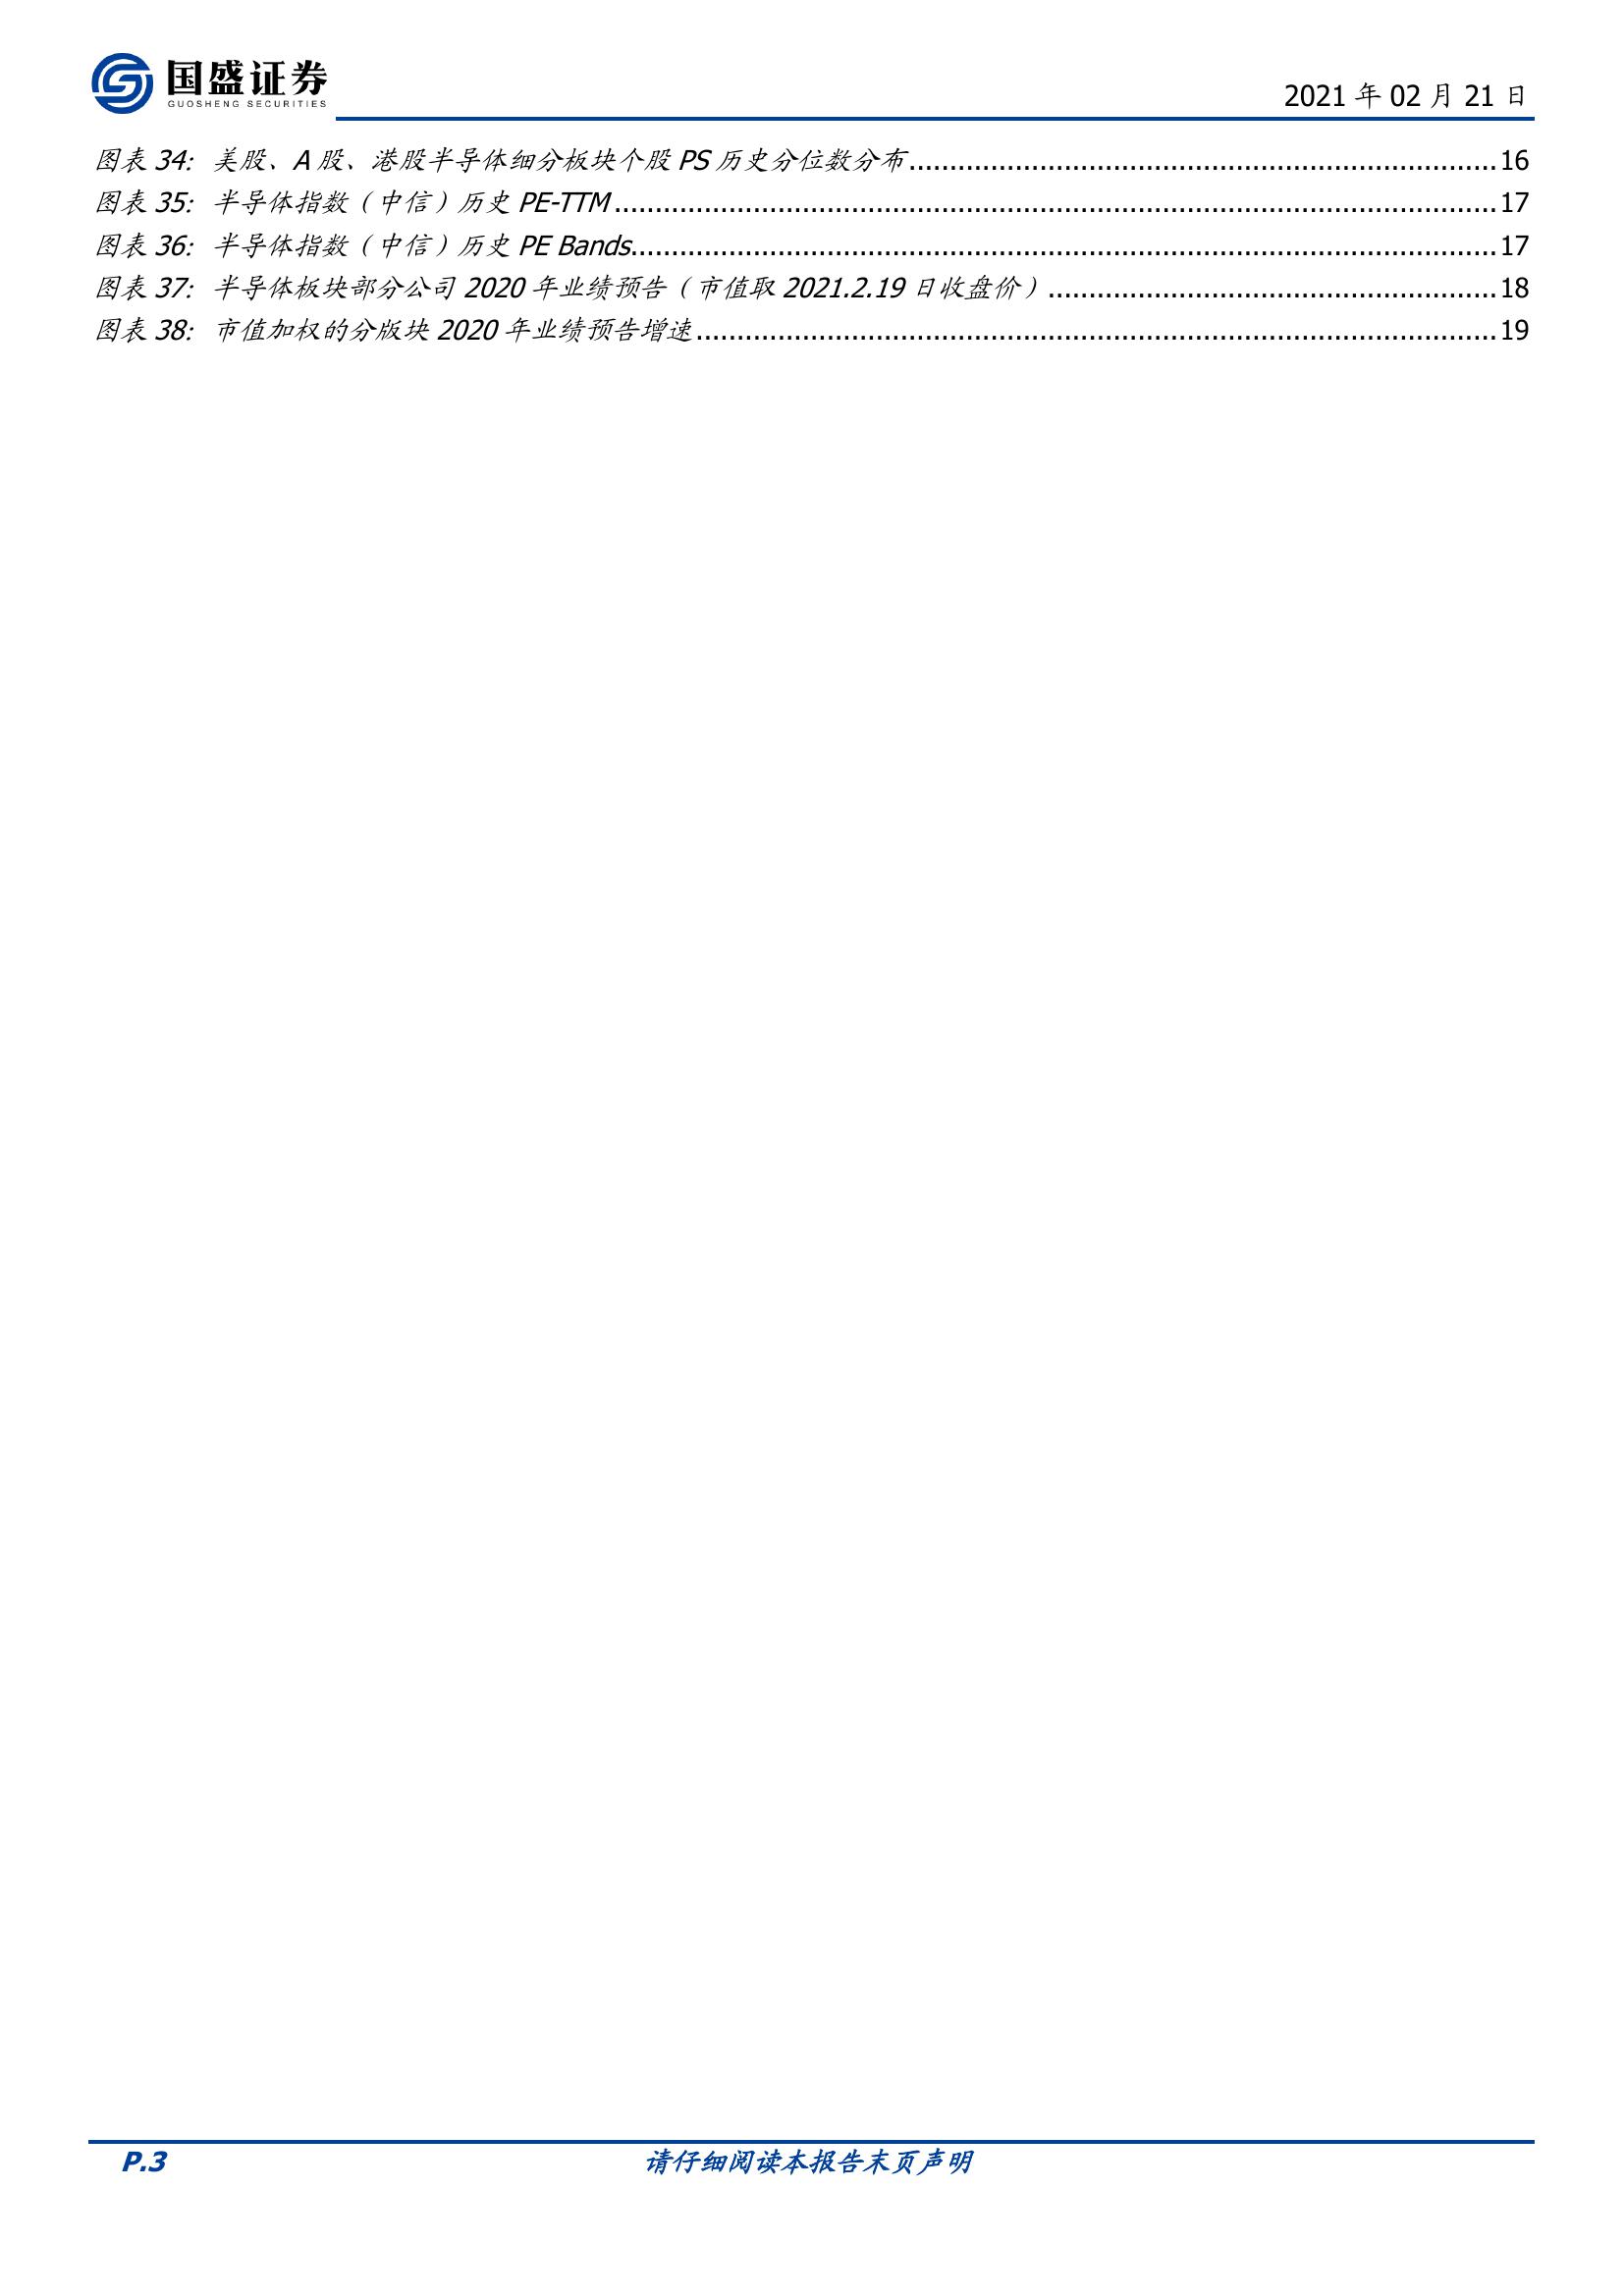 国盛证券
GUOSHENG SECURITIES
2021 年 02 月 21 日
图表 34: 美股、A 股、港股半导体细分板块个股 PS 历史分位数分布........................................................................16
图表 35: 半导体指数（中信）历史 PE-TTM............................................................................................................17
图表 36: 半导体指数（中信）历史 PE Bands..........................................................................................................17
图表 37: 半导体板块部分公司 2020 年业绩预告（市值取 2021.2.19 日收盘价）.......................................................18
图表 38: 市值加权的分版块 2020 年业绩预告增速..................................................................................................19
P.3
请仔细阅读本报告末页声明